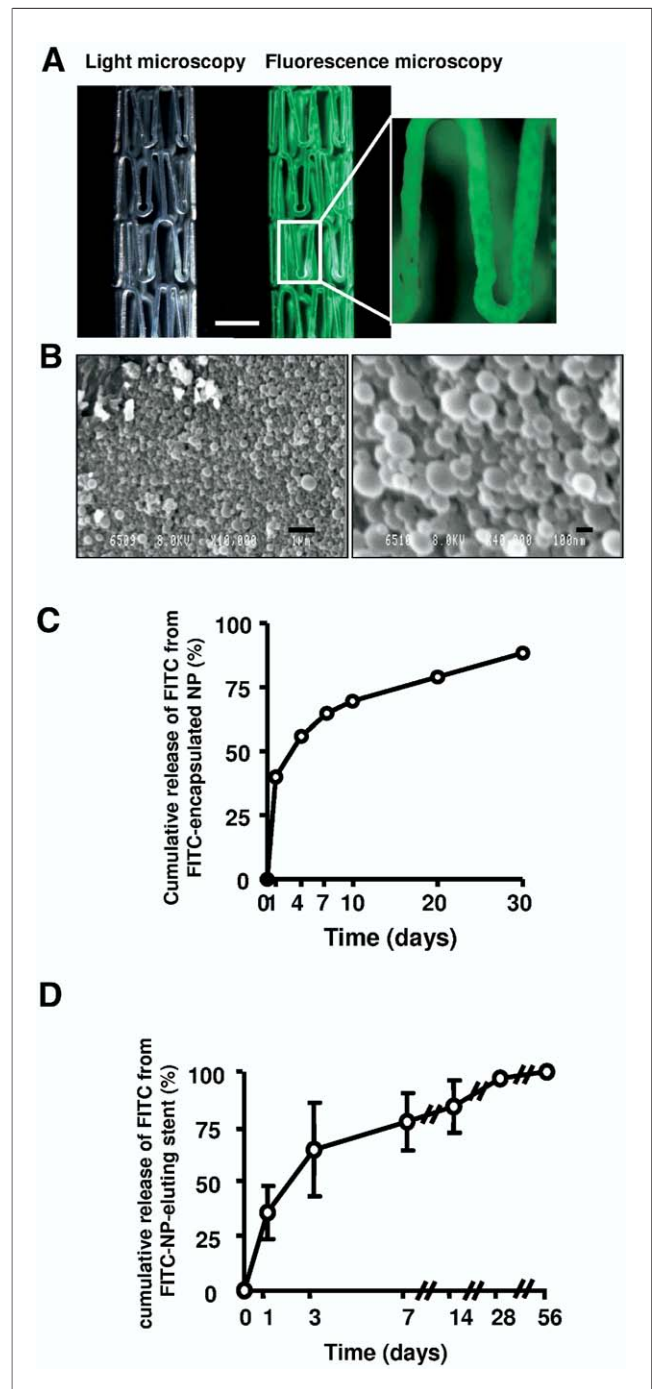 A
Light microscopy Fluorescence microscopy
B
6509 8.0KV X10,000 1µm
6510 8.0KV X40,000 100nm
C
Cumulative release of FITC from
FITC-encapsulated NP (%)
100
75
50
25
0
0 1 4 7 10 20 30
Time (days)
D
cumulative release of FITC from
FITC-NP-eluting stent (%)
100
75
50
25
0
0 1 3 7 14 28 56
Time (days)